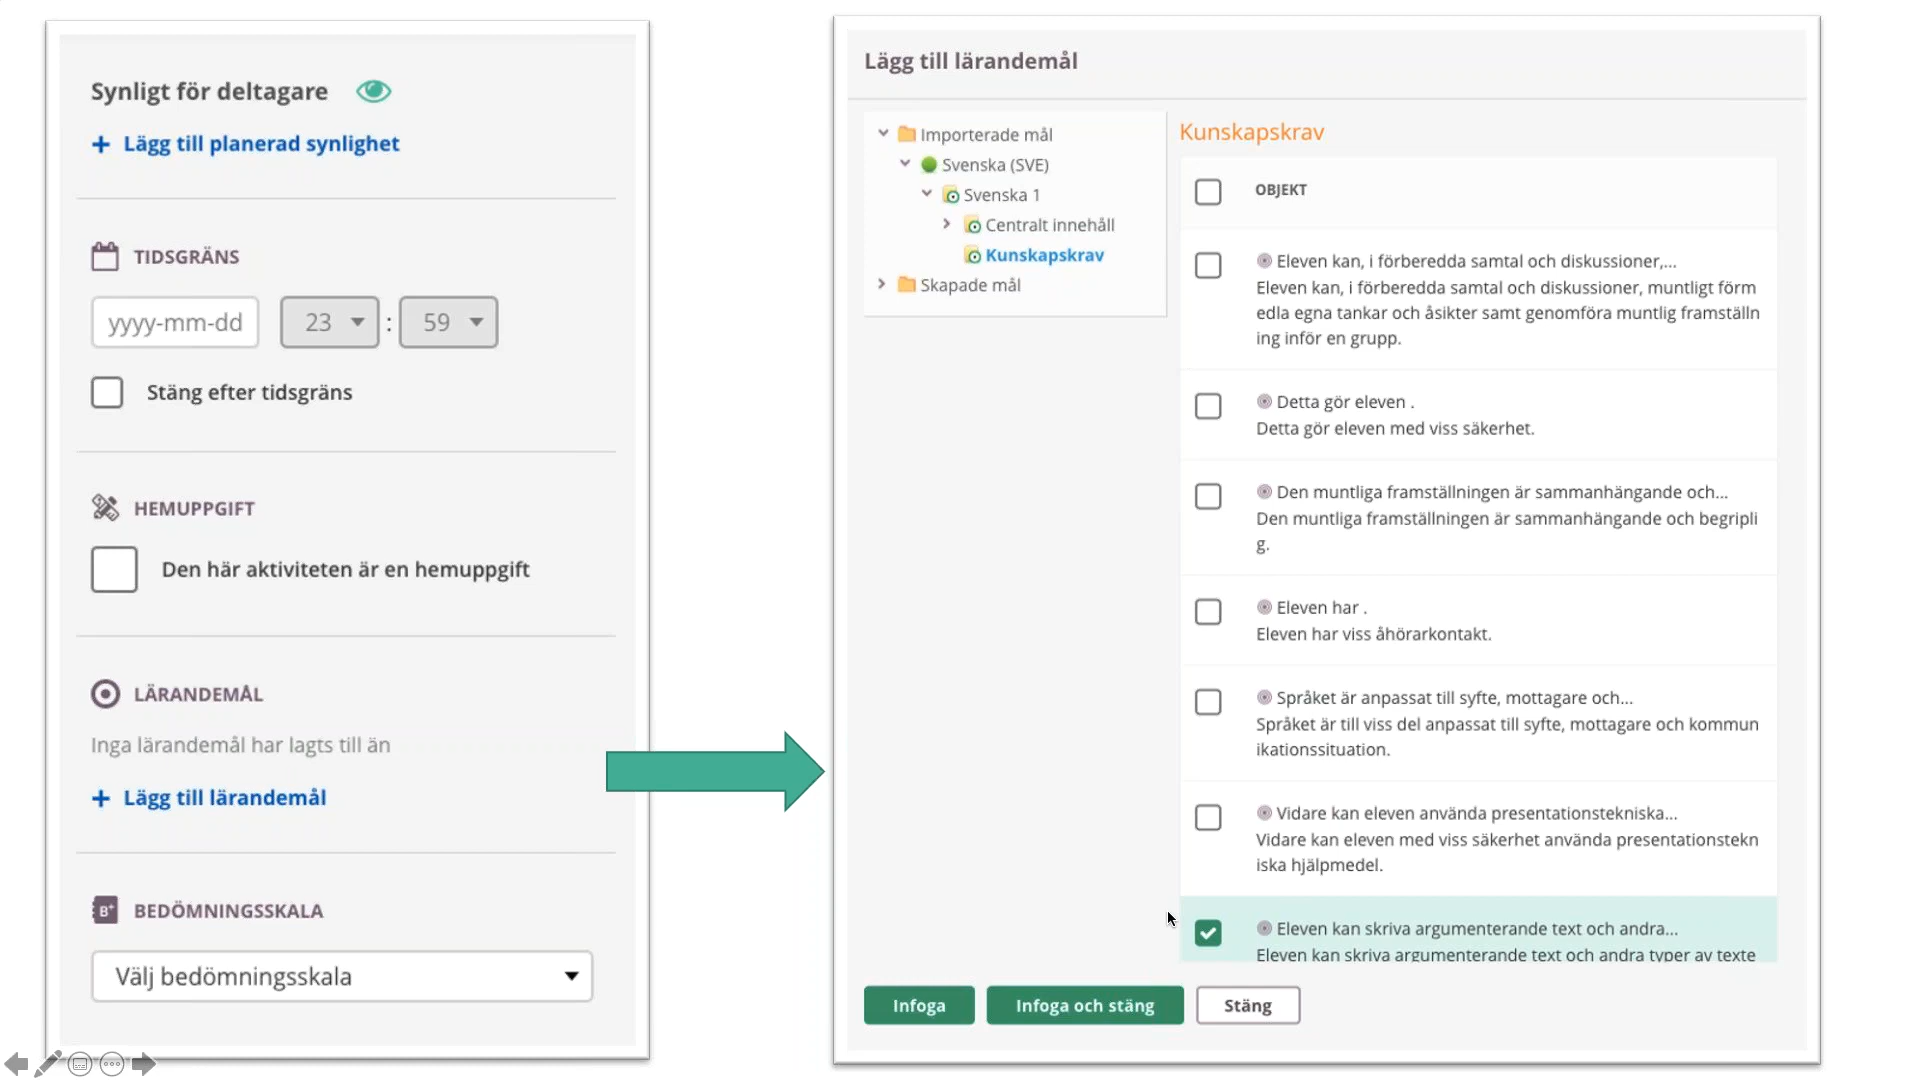 Synligt för deltagare
+ Lägg till planerad synlighet
TIDSGRÄNS
yyyy-mm-dd 23 : 59
Stäng efter tidsgräns
HEMUPPGIFT
Den här aktiviteten är en hemuppgift
LÄRANDEMÅL
Inga lärandemål har lagts till än
+ Lägg till lärandemål
B+ BEDÖMNINGSSKALA
Välj bedömningsskala
Lägg till lärandemål
Importerade mål
Svenska (SVE)
Svenska 1
Centralt innehåll
Kunskapskrav
Skapade mål
Kunskapskrav
OBJEKT
Eleven kan, i förberedda samtal och diskussioner,...
Eleven kan, i förberedda samtal och diskussioner, muntligt förm
edla egna tankar och åsikter samt genomföra muntlig framställn
ing inför en grupp.
Detta gör eleven .
Detta gör eleven med viss säkerhet.
Den muntliga framställningen är sammanhängande och...
Den muntliga framställningen är sammanhängande och begripli
g.
Eleven har .
Eleven har viss åhörarkontakt.
Språket är anpassat till syfte, mottagare och...
Språket är till viss del anpassat till syfte, mottagare och kommun
ikationssituation.
Vidare kan eleven använda presentationstekniska...
Vidare kan eleven med viss säkerhet använda presentationstekn
iska hjälpmedel.
Eleven kan skriva argumenterande text och andra...
Eleven kan skriva argumenterande text och andra typer av texte
Infoga
Infoga och stäng
Stäng